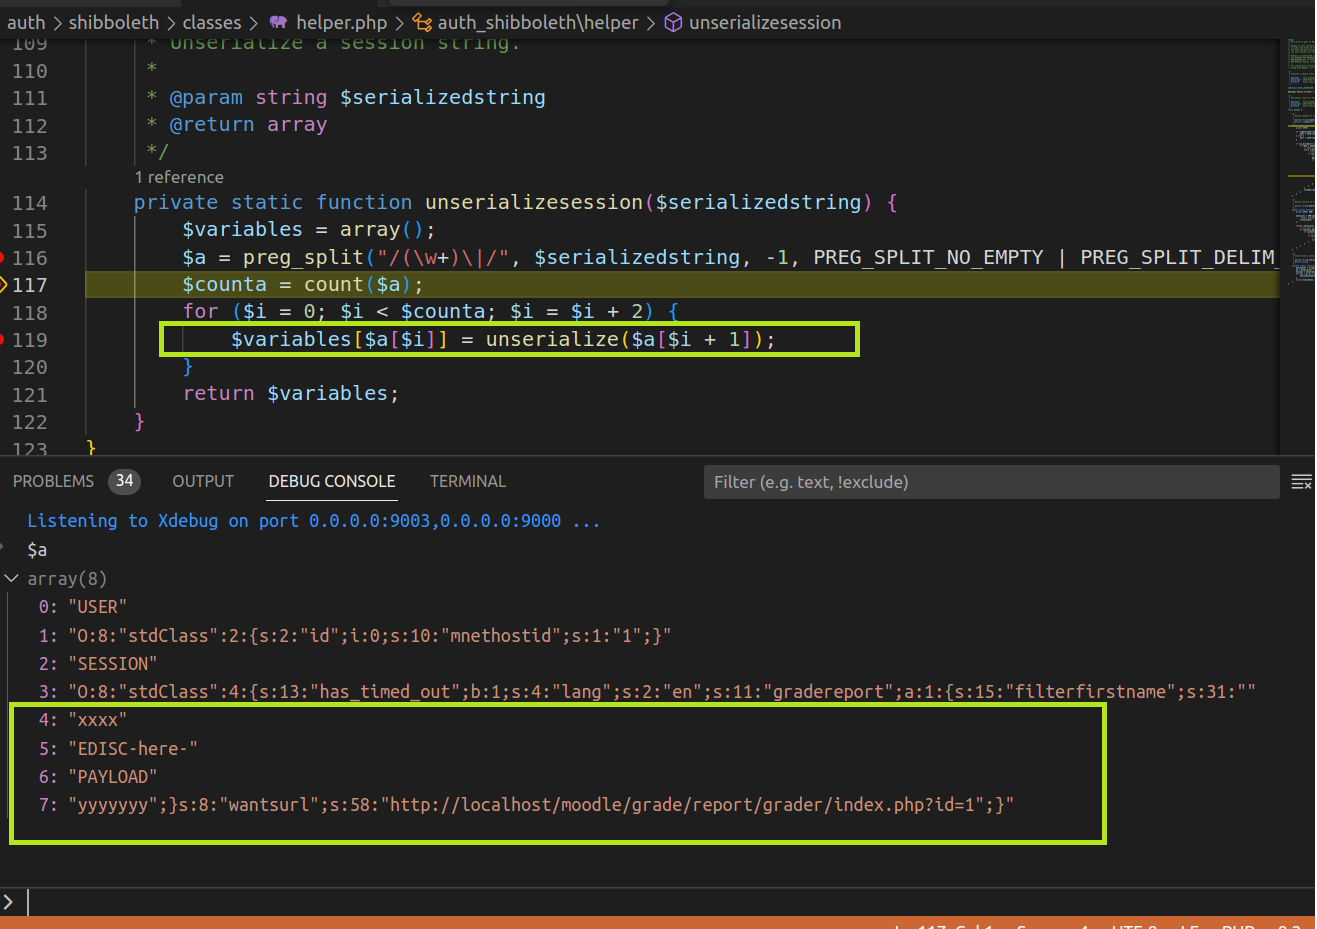 auth > shibboleth > classes > helper.php > auth_shibboleth\helper > unserializesession
109 * Unserialize a session string.
110 *
111 * @param string $serializedstring
112 * @return array
113 */
1 reference
114 private static function unserializesession($serializedstring) {
115 $variables = array();
116 $a = preg_split("/(\w+)\|/", $serializedstring, -1, PREG_SPLIT_NO_EMPTY | PREG_SPLIT_DELIM_
117 $counta = count($a);
118 for ($i = 0; $i < $counta; $i = $i + 2) {
119 $variables[$a[$i]] = unserialize($a[$i + 1]);
120 }
121 return $variables;
122 }
123 }
PROBLEMS 34 OUTPUT DEBUG CONSOLE TERMINAL Filter (e.g. text, !exclude)
Listening to Xdebug on port 0.0.0.0:9003,0.0.0.0:9000 ...
$a
array(8)
0: "USER"
1: "O:8:"stdClass":2:{s:2:"id";i:0;s:10:"mnethostid";s:1:"1";}"
2: "SESSION"
3: "O:8:"stdClass":4:{s:13:"has_timed_out";b:1;s:4:"lang";s:2:"en";s:11:"gradereport";a:1:{s:15:"filterfirstname";s:31:""
4: "xxxx"
5: "EDISC-here-"
6: "PAYLOAD"
7: "yyyyyyy";}s:8:"wantsurl";s:58:"http://localhost/moodle/grade/report/grader/index.php?id=1";}"